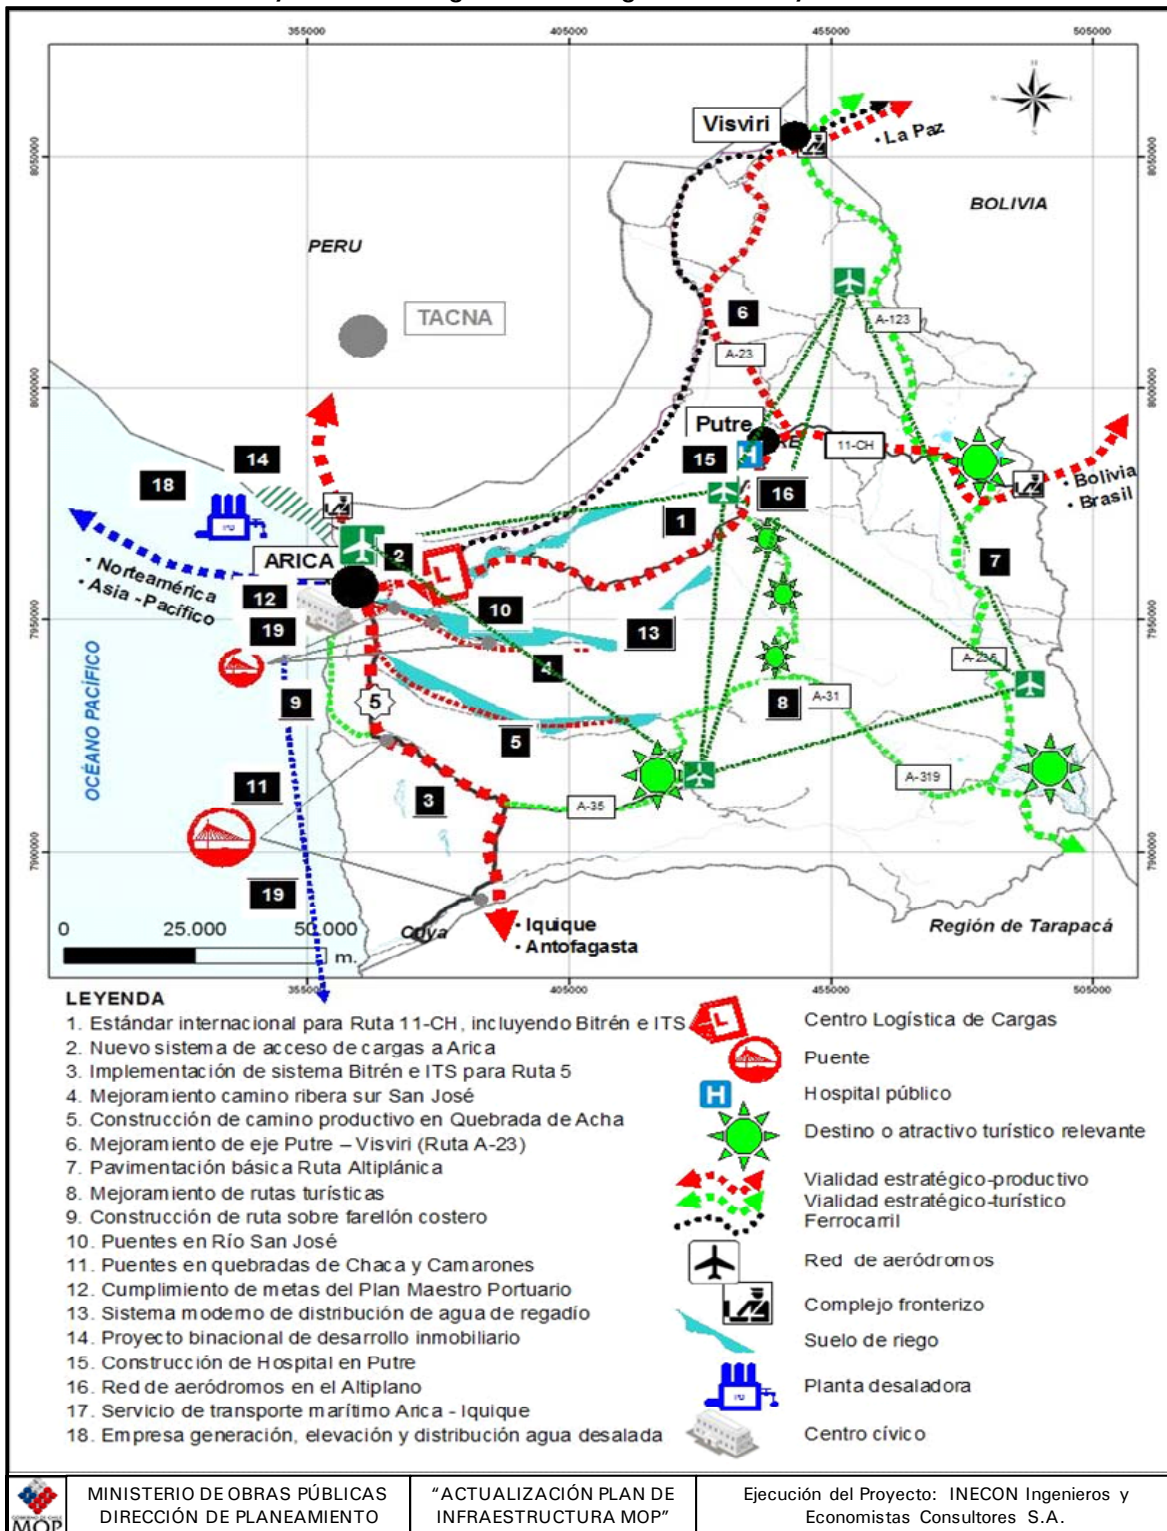 355000 405000 455000 505000
Visviri
• La Paz
8050000 8050000
BOLIVIA
PERU
TACNA
6
A-123
A-23
8000000 8000000
Putre
11-CH
14
15
H
18
16
• Bolivia
• Brasil
1
2
L
ARICA
7
• Norteamérica
• Asia -Pacífico
12
10
7950000 7950000
19
13
4
A-235
9
5
8
A-31
5
OCÉANO PACÍFICO
11
3
A-35
A-319
7900000 7900000
19
0 25.000 50.000
m.
Cuya
• Iquique
• Antofagasta
Región de Tarapacá
355000 405000 455000 505000
LEYENDA
1. Estándar internacional para Ruta 11-CH, incluyendo Bitrén e ITS
2. Nuevo sistema de acceso de cargas a Arica
3. Implementación de sistema Bitrén e ITS para Ruta 5
4. Mejoramiento camino ribera sur San José
5. Construcción de camino productivo en Quebrada de Acha
6. Mejoramiento de eje Putre – Visviri (Ruta A-23)
7. Pavimentación básica Ruta Altiplánica
8. Mejoramiento de rutas turísticas
9. Construcción de ruta sobre farellón costero
10. Puentes en Río San José
11. Puentes en quebradas de Chaca y Camarones
12. Cumplimiento de metas del Plan Maestro Portuario
13. Sistema moderno de distribución de agua de regadío
14. Proyecto binacional de desarrollo inmobiliario
15. Construcción de Hospital en Putre
16. Red de aeródromos en el Altiplano
17. Servicio de transporte marítimo Arica - Iquique
18. Empresa generación, elevación y distribución agua desalada
L
Centro Logística de Cargas
Puente
H
Hospital público
Destino o atractivo turístico relevante
Vialidad estratégico-productivo
Vialidad estratégico-turístico
Ferrocarril
Red de aeródromos
Complejo fronterizo
Suelo de riego
Planta desaladora
Centro cívico
MOP
MINISTERIO DE OBRAS PÚBLICAS
DIRECCIÓN DE PLANEAMIENTO
“ACTUALIZACIÓN PLAN DE
INFRAESTRUCTURA MOP”
Ejecución del Proyecto: INECON Ingenieros y
Economistas Consultores S.A.